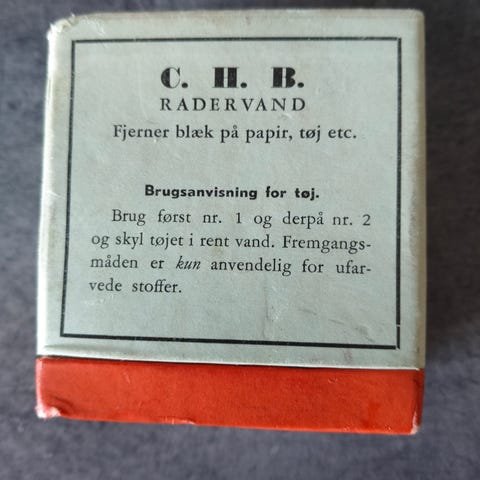 C. H. B.
RADERVAND
Fjerner blæk på papir, tøj etc.
Brugsanvisning for tøj.
Brug først nr. 1 og derpå nr. 2
og skyl tøjet i rent vand. Fremgangs-
måden er kun anvendelig for ufar-
vede stoffer.